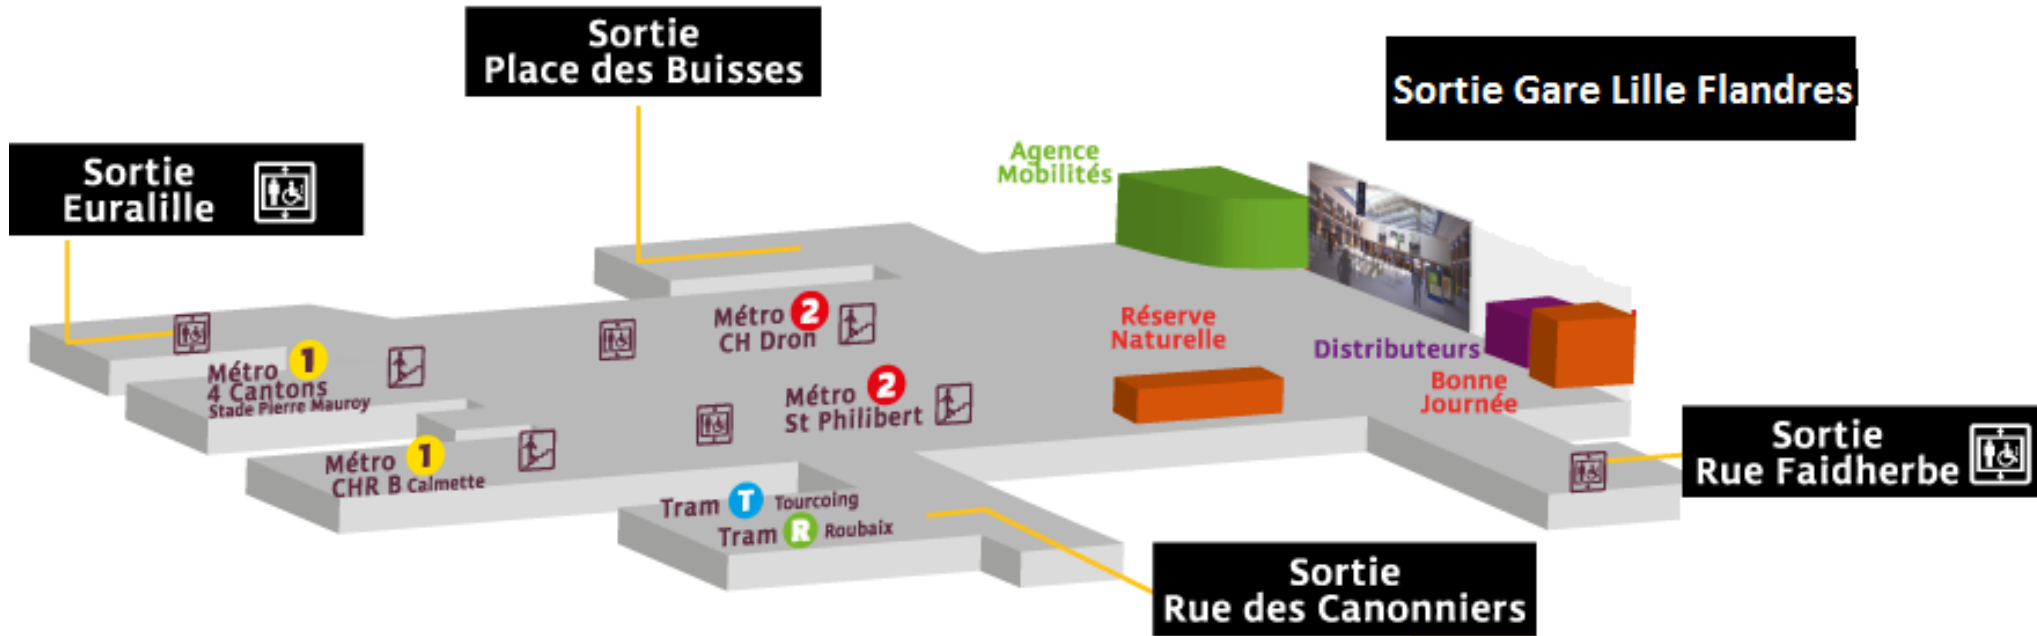 Sortie
Place des Buisses
Sortie Gare Lille Flandres
Sortie
Euralille
Agence
Mobilités
Métro 2
CH Dron
Réserve
Naturelle
Distributeurs
Métro 1
4 Cantons
Stade Pierre Mauroy
Métro 2
St Philibert
Bonne
Journée
Métro 1
CHR B Calmette
Sortie
Rue Faidherbe
Tram T Tourcoing
Tram R Roubaix
Sortie
Rue des Canonniers